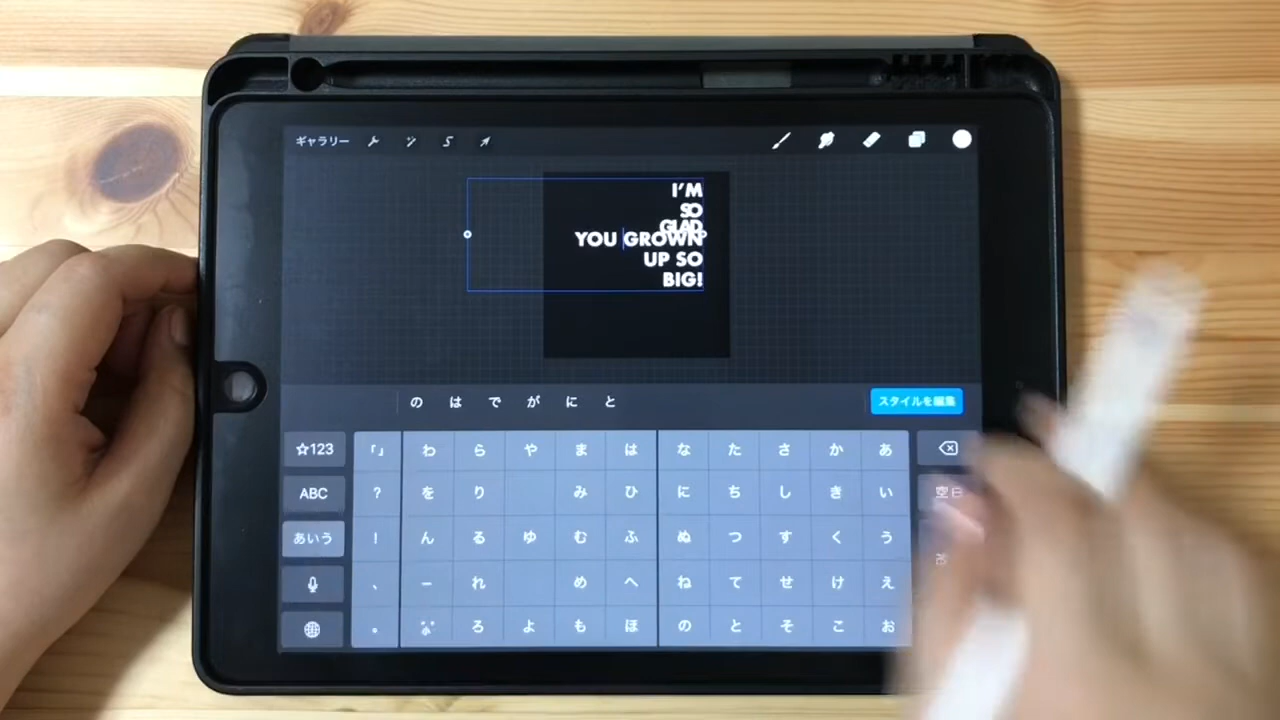 ギャラリー
I'M
SO
GLAD
YOU GROWN
UP SO
BIG!
の は で が に と
スタイルを編集
☆123 「」 わ ら や ま は な た さ か あ
ABC ? を り み ひ に ち し き い 空白
あいう ! ん る ゆ む ふ ぬ つ す く う
、 ー れ め へ ね て せ け え
。 ろ よ も ほ の と そ こ お